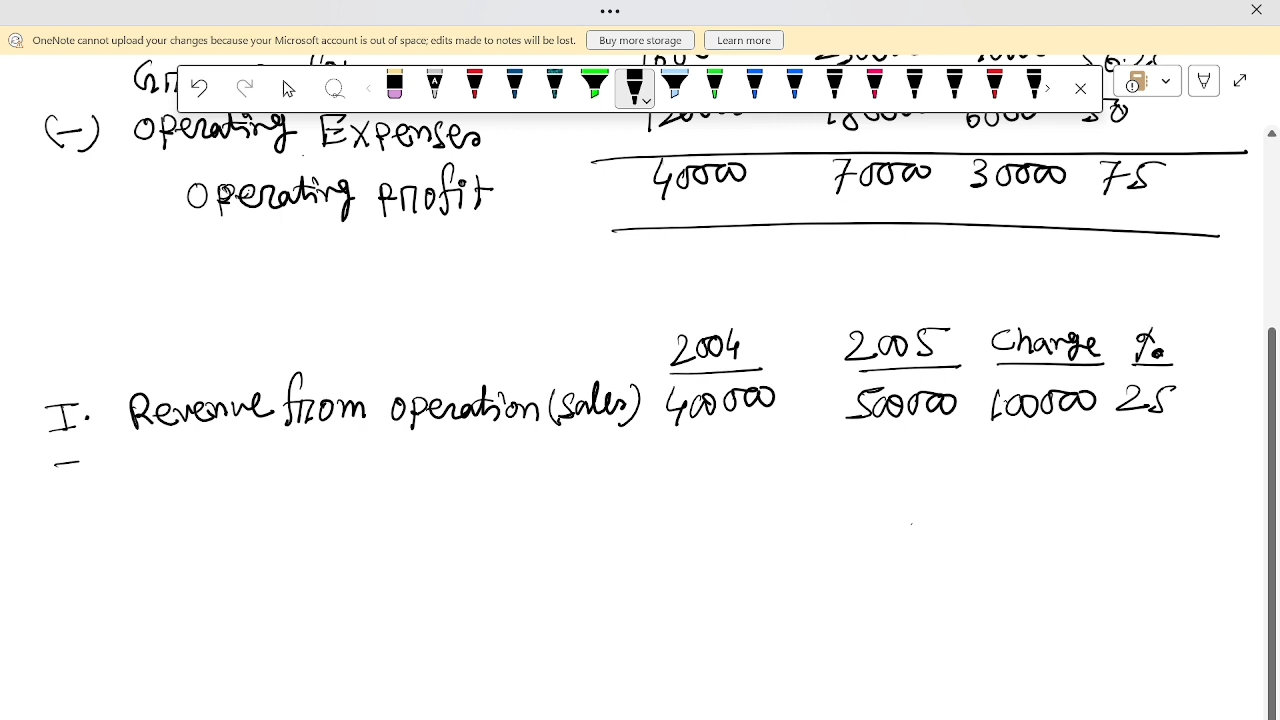 OneNote cannot upload your changes because your Microsoft account is out of space; edits made to notes will be lost. Buy more storage Learn more
(-) Operating Expenses
Operating profit 40000 70000 30000 75
2004 2005 Change %.
I. Revenue from operation (sales) 400000 500000 100000 25